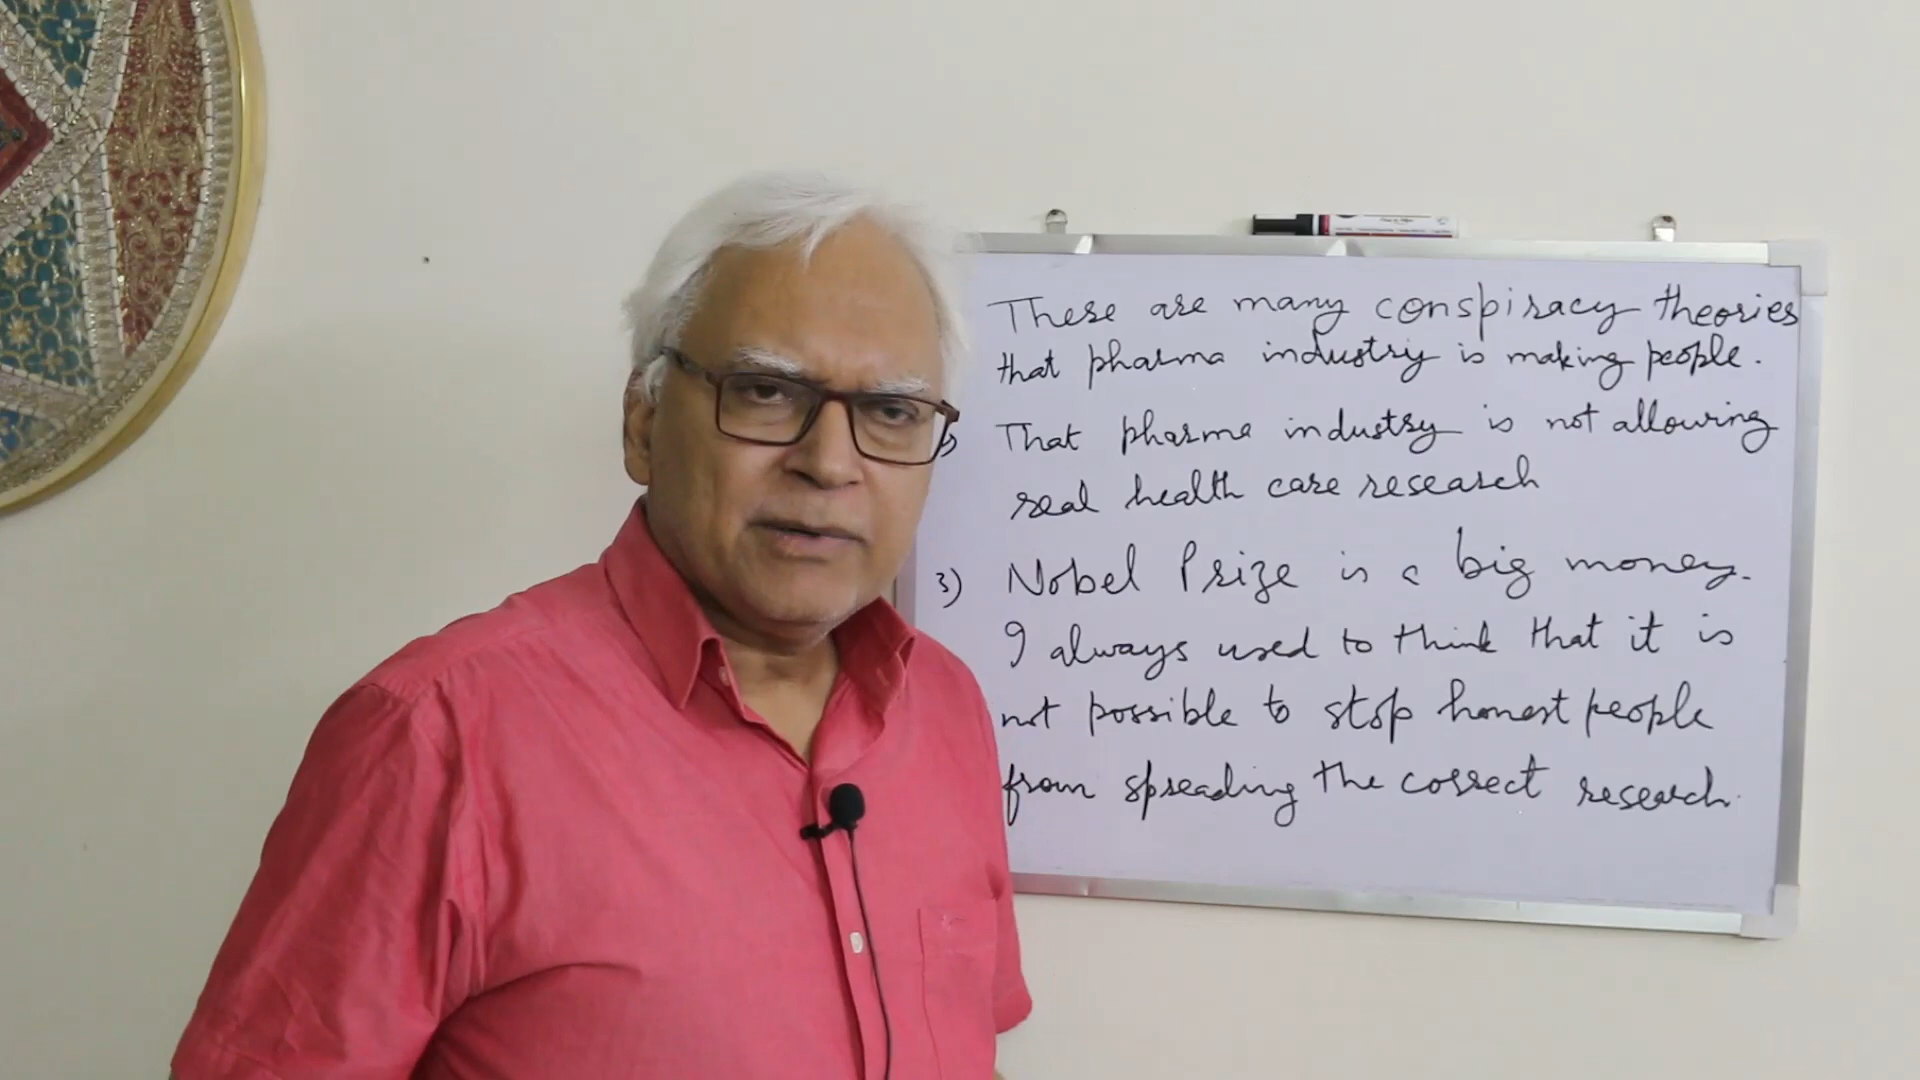 These are many conspiracy theories
that pharma industry is making people.
That pharma industry is not allowing
real health care research
3) Nobel Prize is a big money.
I always used to think that it is
not possible to stop honest people
from spreading the correct research.